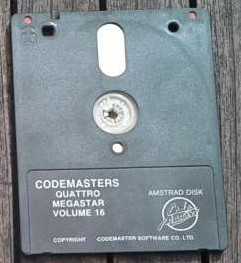 CODEMASTERS
QUATTRO
MEGASTAR
VOLUME 16
AMSTRAD DISK
COPYRIGHT CODEMASTER SOFTWARE CO. LTD.